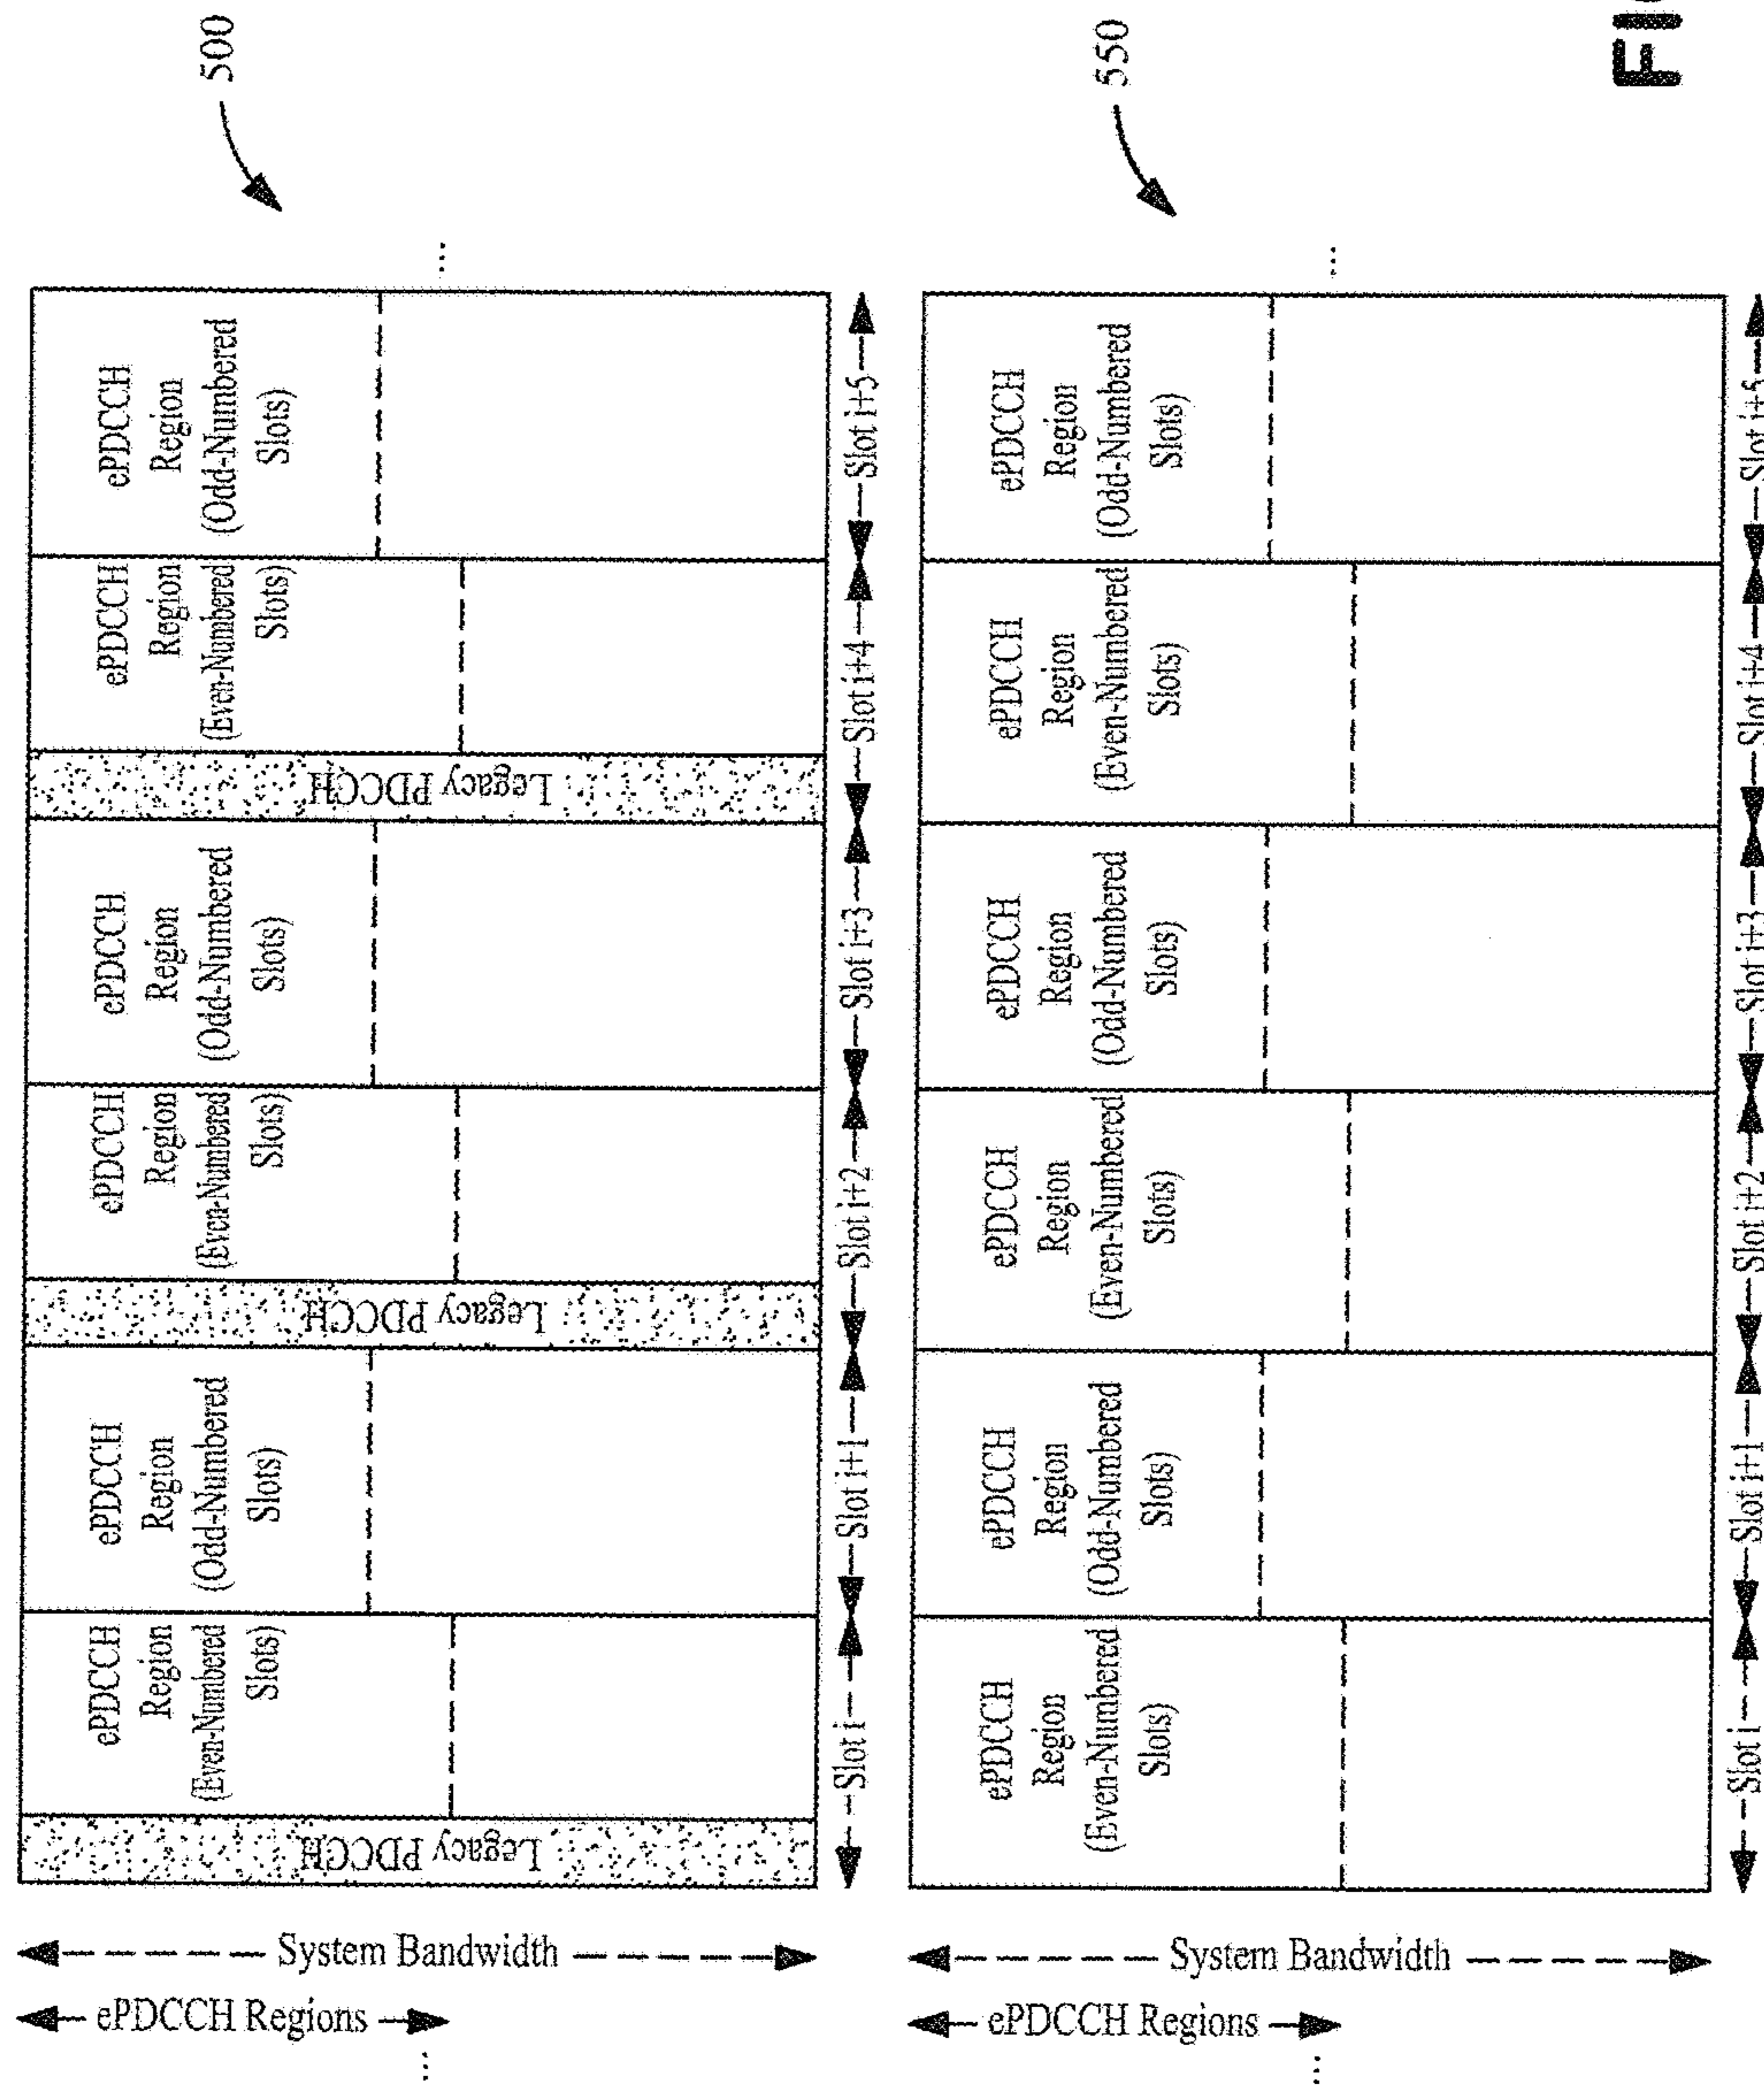 500
...
ePDCCH Regions
System Bandwidth
Legacy PDCCH
ePDCCH
Region
(Even-Numbered
Slots)
ePDCCH
Region
(Odd-Numbered
Slots)
Legacy PDCCH
ePDCCH
Region
(Even-Numbered
Slots)
ePDCCH
Region
(Odd-Numbered
Slots)
Legacy PDCCH
ePDCCH
Region
(Even-Numbered
Slots)
ePDCCH
Region
(Odd-Numbered
Slots)
...
Slot i
Slot i+1
Slot i+2
Slot i+3
Slot i+4
Slot i+5
550
...
ePDCCH Regions
System Bandwidth
ePDCCH
Region
(Even-Numbered
Slots)
ePDCCH
Region
(Odd-Numbered
Slots)
ePDCCH
Region
(Even-Numbered
Slots)
ePDCCH
Region
(Odd-Numbered
Slots)
ePDCCH
Region
(Even-Numbered
Slots)
ePDCCH
Region
(Odd-Numbered
Slots)
...
Slot i
Slot i+1
Slot i+2
Slot i+3
Slot i+4
Slot i+5